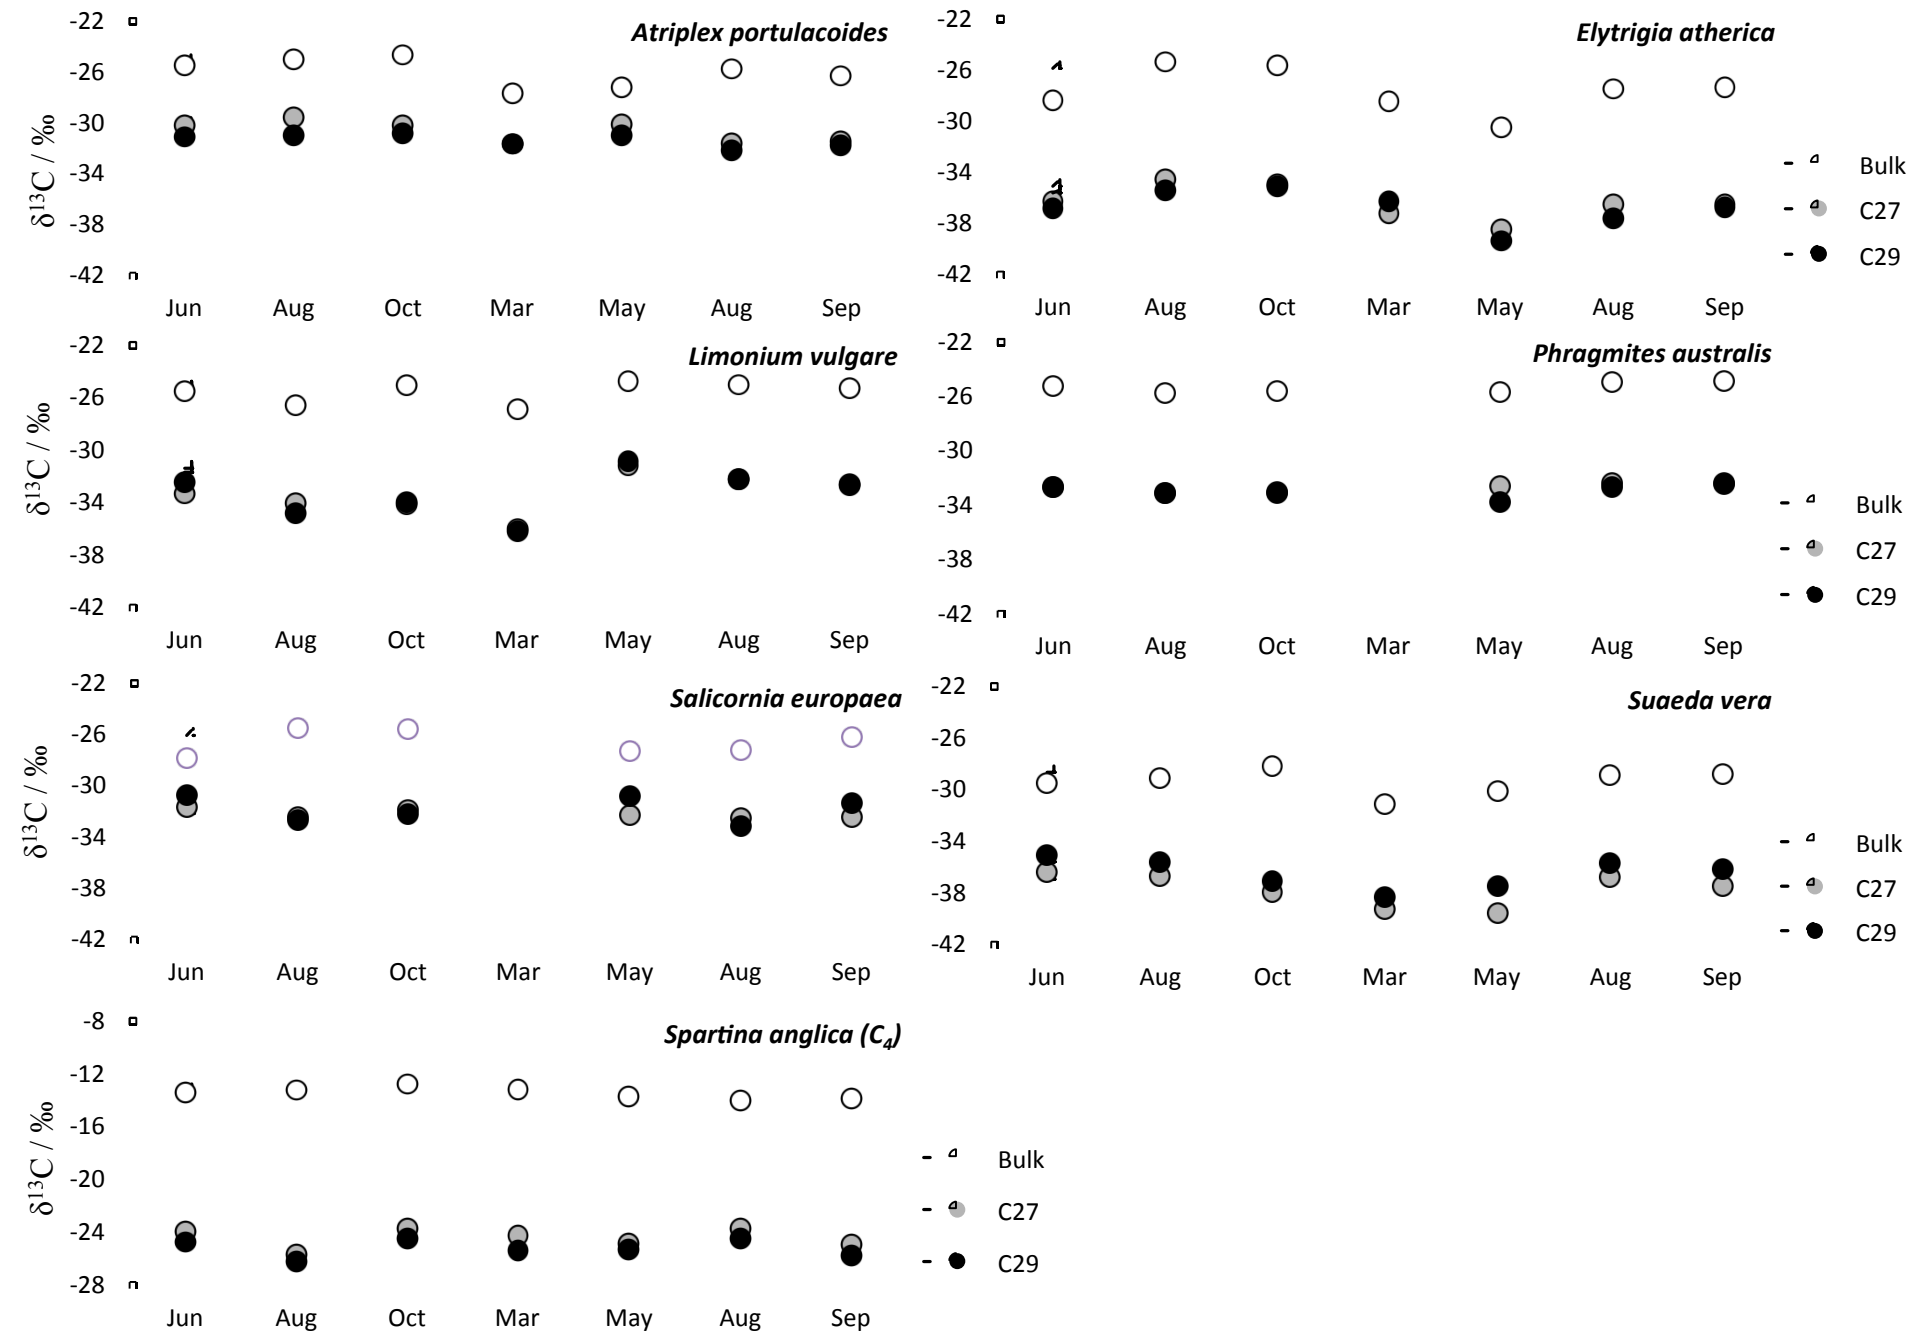 Atriplex portulacoides
-22
-26
-30
-34
-38
-42
δ13C / ‰
Jun Aug Oct Mar May Aug Sep
Elytrigia atherica
-22
-26
-30
-34
-38
-42
Jun Aug Oct Mar May Aug Sep
Bulk
C27
C29
Limonium vulgare
-22
-26
-30
-34
-38
-42
δ13C / ‰
Jun Aug Oct Mar May Aug Sep
Phragmites australis
-22
-26
-30
-34
-38
-42
Jun Aug Oct Mar May Aug Sep
Bulk
C27
C29
Salicornia europaea
-22
-26
-30
-34
-38
-42
δ13C / ‰
Jun Aug Oct Mar May Aug Sep
Suaeda vera
-22
-26
-30
-34
-38
-42
Jun Aug Oct Mar May Aug Sep
Bulk
C27
C29
Spartina anglica (C4)
-8
-12
-16
-20
-24
-28
δ13C / ‰
Jun Aug Oct Mar May Aug Sep
Bulk
C27
C29